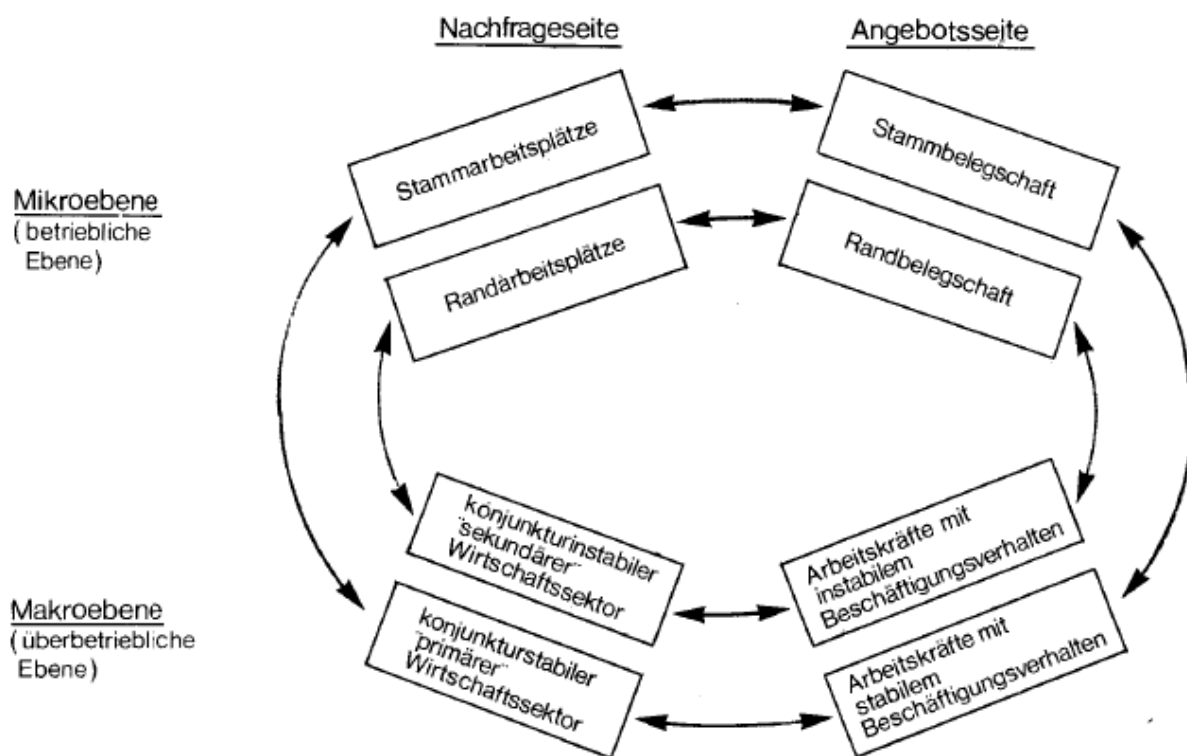 Nachfrageseite
Angebotsseite
Stammarbeitsplätze
Stammbelegschaft
Mikroebene
(betriebliche
Ebene)
Randarbeitsplätze
Randbelegschaft
konjunkturinstabiler
"sekundärer"
Wirtschaftssektor
Arbeitskräfte mit
instabilem
Beschäftigungsverhalten
Makroebene
(überbetriebliche
Ebene)
konjunkturstabiler
"primärer"
Wirtschaftssektor
Arbeitskräfte mit
stabilem
Beschäftigungsverhalten